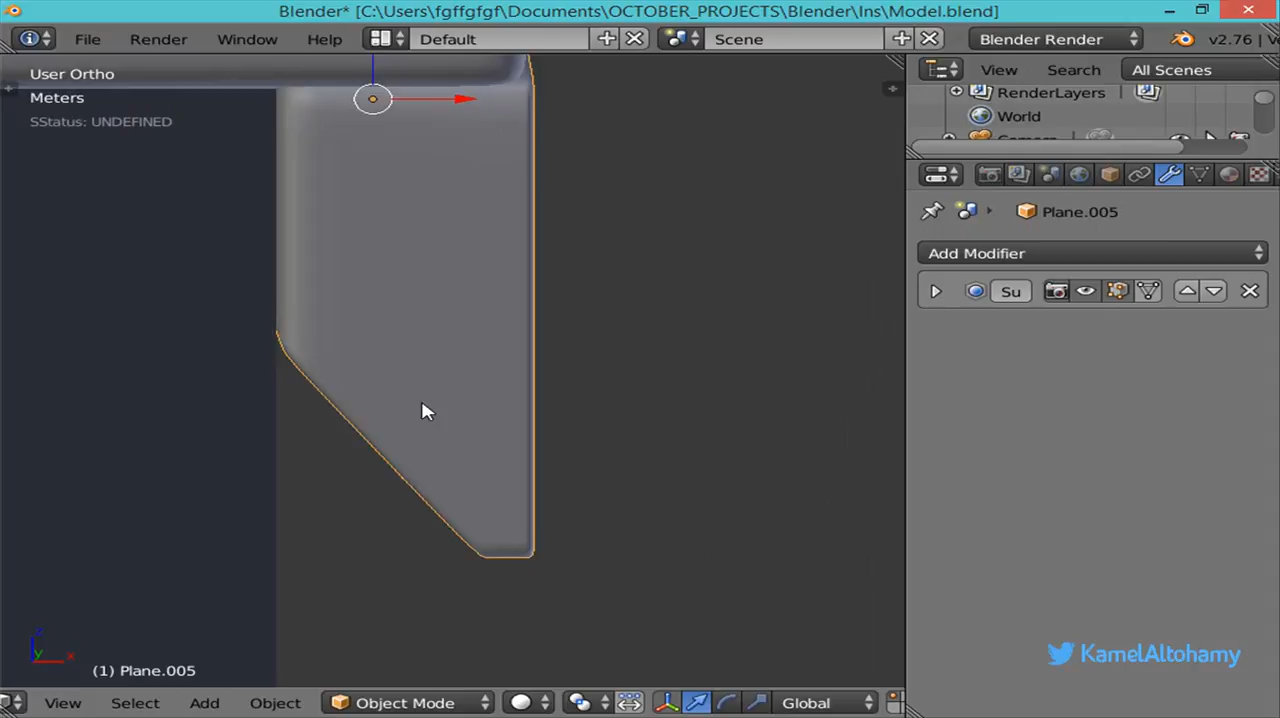 Blender* [C:\Users\fgffgfgf\Documents\OCTOBER_PROJECTS\Blender\Ins\Model.blend]
File Render Window Help Default Scene Blender Render v2.76
User Ortho
Meters
SStatus: UNDEFINED
View Search All Scenes
RenderLayers
World
Plane.005
Add Modifier
Su
KamelAltohamy
z
y x
(1) Plane.005
View Select Add Object Object Mode Global